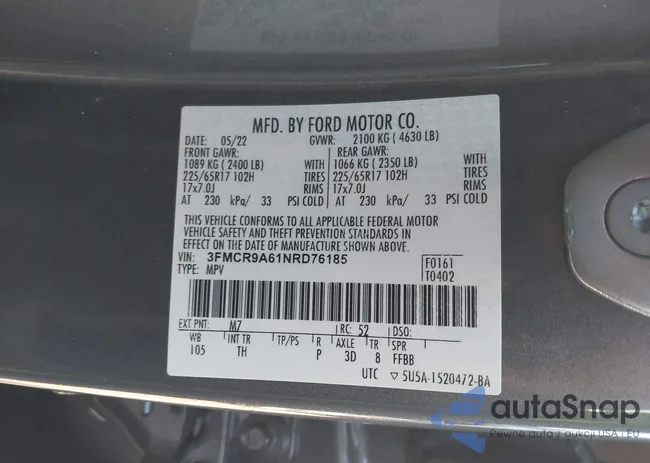 MFD. BY FORD MOTOR CO.
DATE: 05/22 GVWR: 2100 KG ( 4630 LB)
FRONT GAWR: REAR GAWR:
1089 KG ( 2400 LB) WITH 1066 KG ( 2350 LB) WITH
225/65R17 102H TIRES 225/65R17 102H TIRES
17x7.0J RIMS 17x7.0J RIMS
AT 230 kPa/ 33 PSI COLD AT 230 kPa/ 33 PSI COLD
THIS VEHICLE CONFORMS TO ALL APPLICABLE FEDERAL MOTOR
VEHICLE SAFETY AND THEFT PREVENTION STANDARDS IN
EFFECT ON THE DATE OF MANUFACTURE SHOWN ABOVE.
VIN: 3FMCR9A61NRD76185 F0161
TYPE: MPV T0402
EXT PNT: M7 RC: 52 DSO:
WB INT TR TP/PS R AXLE TR SPR
105 TH P 3D 8 FFBB
UTC ▽ 5U5A-1520472-BA
autaSnap
Pewne auta z aukcji USA i EU